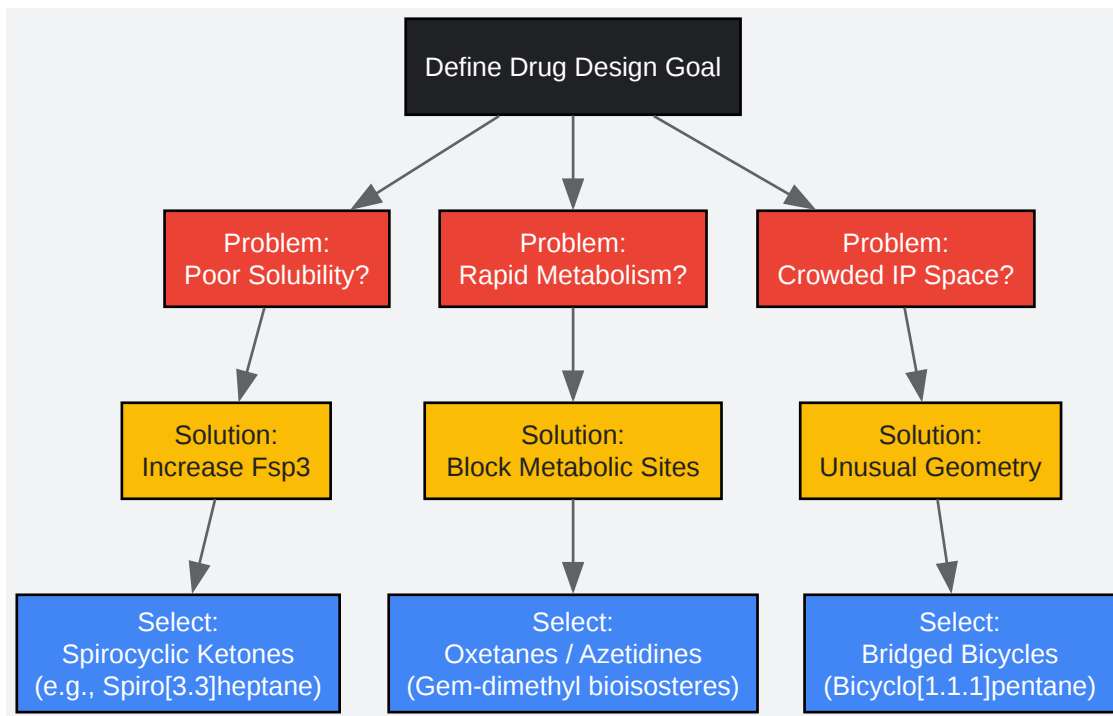 Define Drug Design Goal
Problem:
Poor Solubility?
Problem:
Rapid Metabolism?
Problem:
Crowded IP Space?
Solution:
Increase Fsp3
Solution:
Block Metabolic Sites
Solution:
Unusual Geometry
Select:
Spirocyclic Ketones
(e.g., Spiro[3.3]heptane)
Select:
Oxetanes / Azetidines
(Gem-dimethyl bioisosteres)
Select:
Bridged Bicycles
(Bicyclo[1.1.1]pentane)